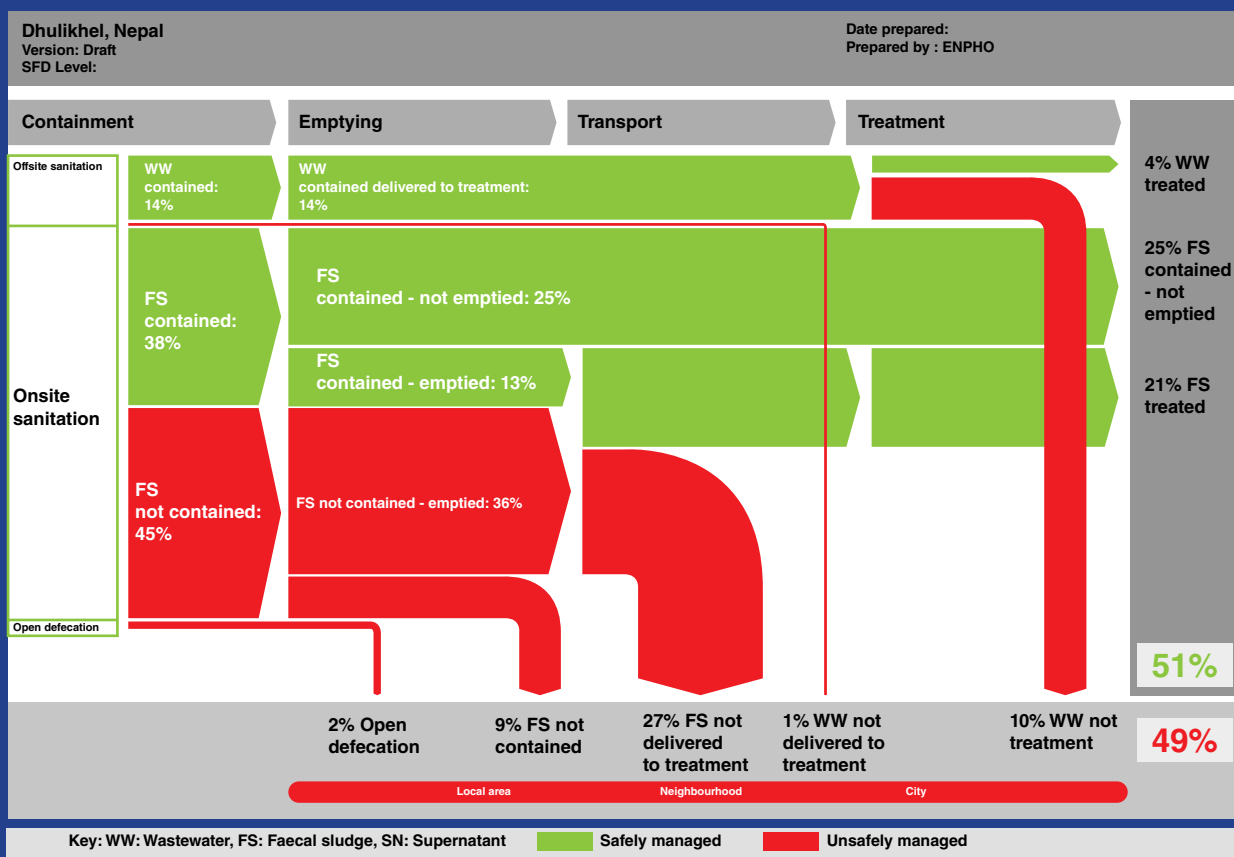 Dhulikhel, Nepal
Version: Draft
SFD Level:
Date prepared:
Prepared by : ENPHO
Containment
Emptying
Transport
Treatment
Offsite sanitation
WW
contained:
14%
WW
contained delivered to treatment:
14%
4% WW
treated
Onsite
sanitation
FS
contained:
38%
FS
contained - not emptied: 25%
25% FS
contained
- not
emptied
FS
contained - emptied: 13%
21% FS
treated
FS
not contained:
45%
FS not contained - emptied: 36%
Open defecation
51%
2% Open
defecation
9% FS not
contained
27% FS not
delivered
to treatment
1% WW not
delivered to
treatment
10% WW not
treatment
49%
Local area
Neighbourhood
City
Key: WW: Wastewater, FS: Faecal sludge, SN: Supernatant
Safely managed
Unsafely managed